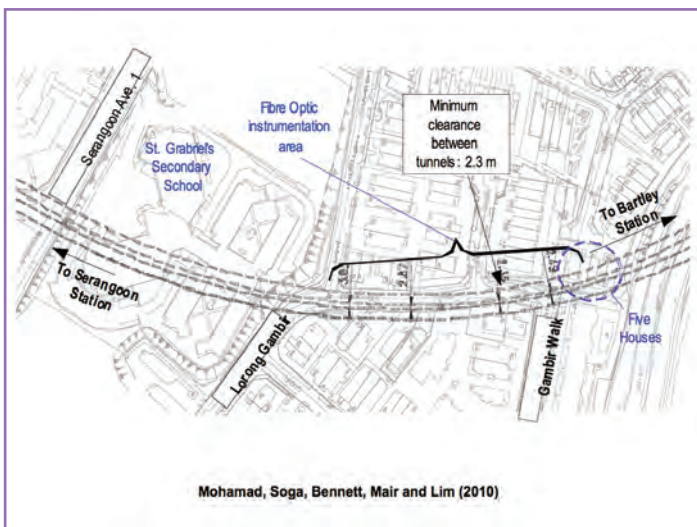 Serangoon Ave. 1
St. Grabriel's
Secondary
School
Fibre Optic
instrumentation
area
Minimum
clearance
between
tunnels : 2.3 m
To Bartley
Station
To Serangoon
Station
Lorong Gambir
Gambir Walk
Five
Houses
Mohamad, Soga, Bennett, Mair and Lim (2010)